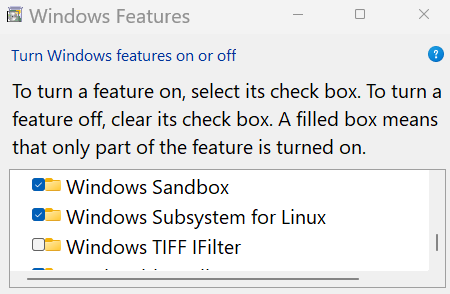 Windows Features
Turn Windows features on or off
?
To turn a feature on, select its check box. To turn a
feature off, clear its check box. A filled box means
that only part of the feature is turned on.
Windows Sandbox
Windows Subsystem for Linux
Windows TIFF IFilter